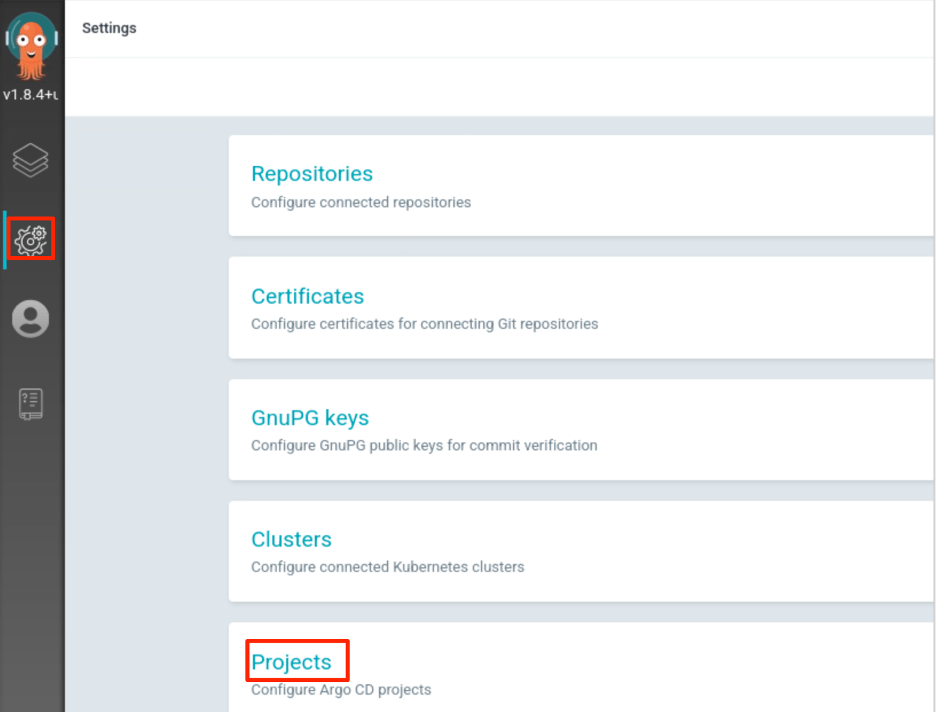 Settings
v1.8.4+u
Repositories
Configure connected repositories
Certificates
Configure certificates for connecting Git repositories
GnuPG keys
Configure GnuPG public keys for commit verification
Clusters
Configure connected Kubernetes clusters
Projects
Configure Argo CD projects